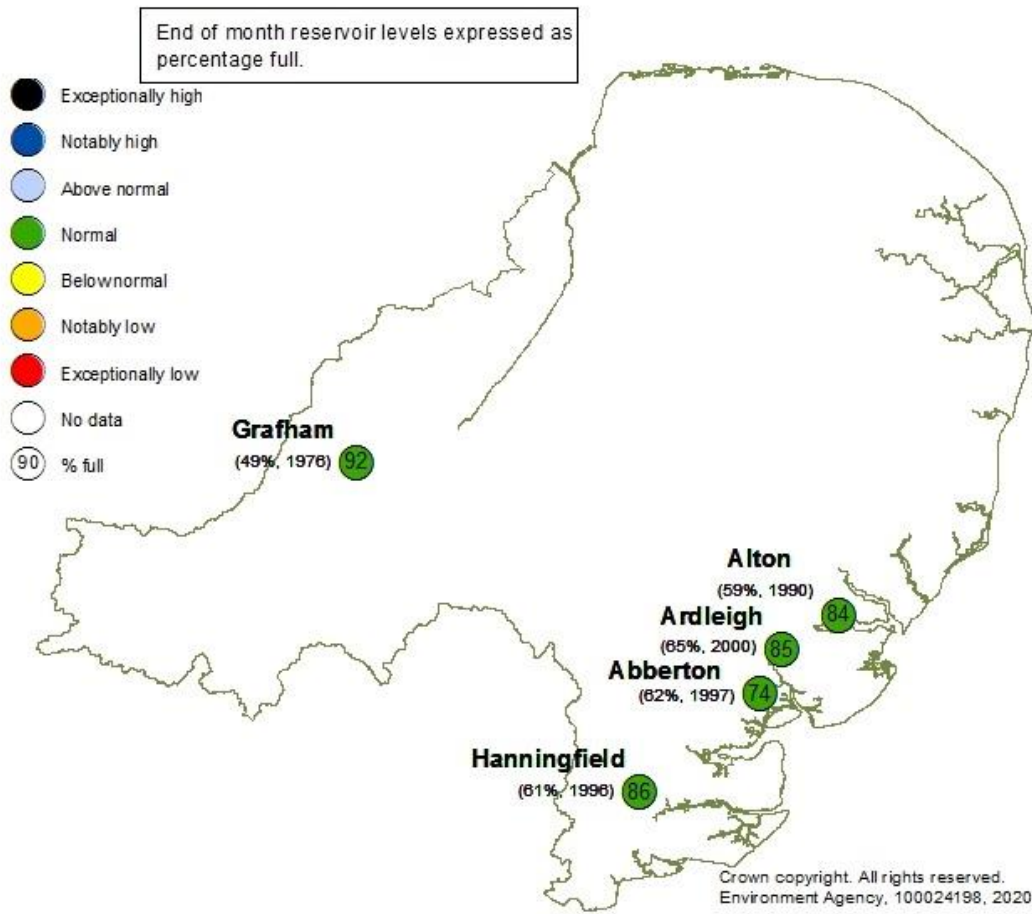 End of month reservoir levels expressed as
percentage full.
Exceptionally high
Notably high
Above normal
Normal
Below normal
Notably low
Exceptionally low
No data
90 % full
Grafham
(49%, 1976) 92
Alton
(59%, 1990) 84
Ardleigh
(65%, 2000) 85
Abberton
(62%, 1997) 74
Hanningfield
(61%, 1996) 86
Crown copyright. All rights reserved.
Environment Agency, 100024198, 2020